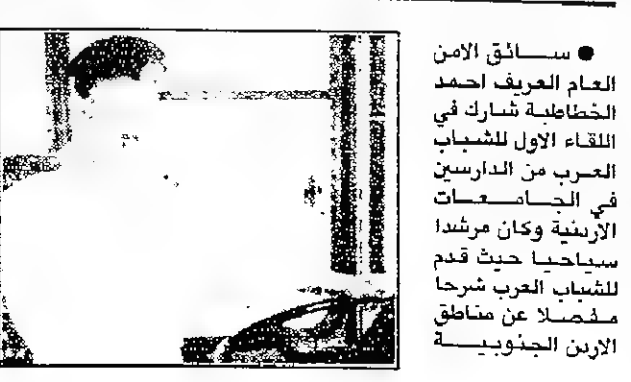 ● سائق الامن
العام العريف احمد
الخطاطبة شارك في
اللقاء الاول للشباب
العرب من الدارسين
في الجامعات
الاردنية وكان مرشدا
سياحيا حيث قدم
للشباب العرب شرحا
مفصلا عن مناطق
الاردن الجنوبية